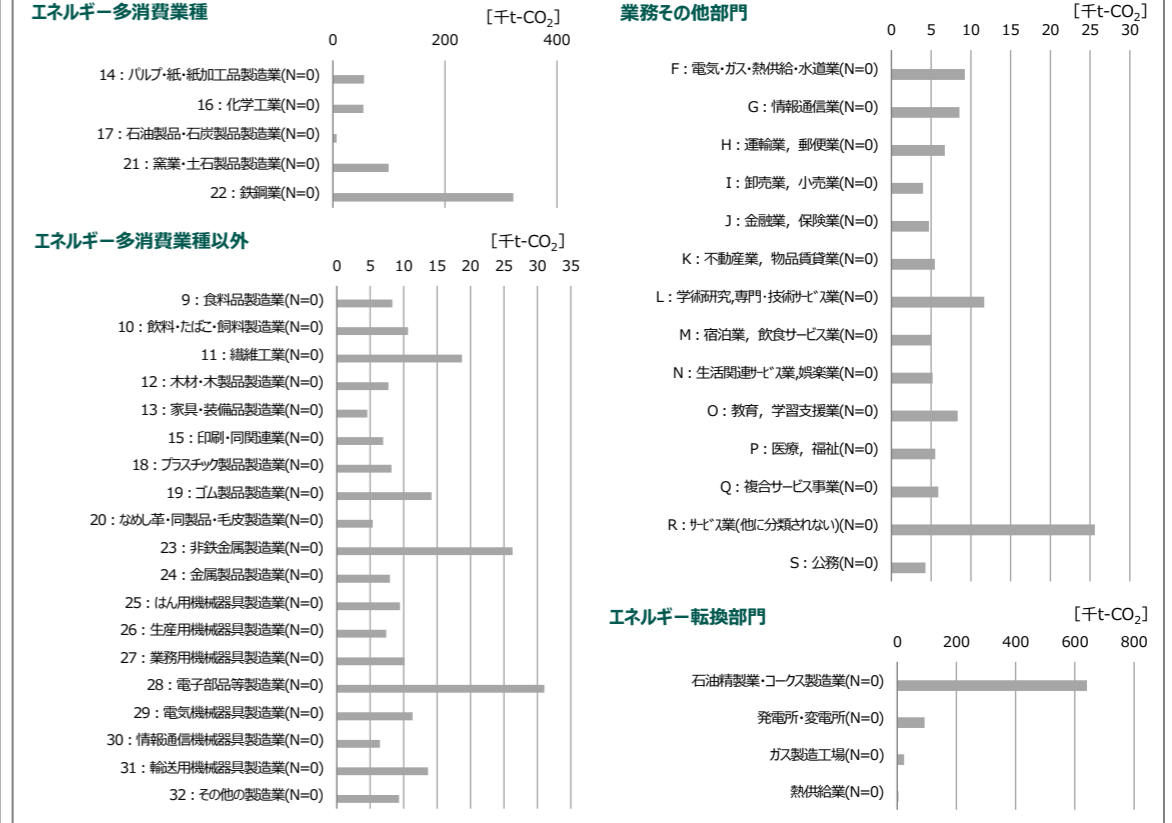 エネルギー多消費業種
[千t-CO2]
0 200 400
14：パルプ・紙・紙加工品製造業(N=0)
16：化学工業(N=0)
17：石油製品・石炭製品製造業(N=0)
21：窯業・土石製品製造業(N=0)
22：鉄鋼業(N=0)
エネルギー多消費業種以外
[千t-CO2]
0 5 10 15 20 25 30 35
9：食料品製造業(N=0)
10：飲料・たばこ・飼料製造業(N=0)
11：繊維工業(N=0)
12：木材・木製品製造業(N=0)
13：家具・装備品製造業(N=0)
15：印刷・同関連業(N=0)
18：プラスチック製品製造業(N=0)
19：ゴム製品製造業(N=0)
20：なめし革・同製品・毛皮製造業(N=0)
23：非鉄金属製造業(N=0)
24：金属製品製造業(N=0)
25：はん用機械器具製造業(N=0)
26：生産用機械器具製造業(N=0)
27：業務用機械器具製造業(N=0)
28：電子部品等製造業(N=0)
29：電気機械器具製造業(N=0)
30：情報通信機械器具製造業(N=0)
31：輸送用機械器具製造業(N=0)
32：その他の製造業(N=0)
業務その他部門
[千t-CO2]
0 5 10 15 20 25 30
F：電気・ガス・熱供給・水道業(N=0)
G：情報通信業(N=0)
H：運輸業，郵便業(N=0)
I：卸売業，小売業(N=0)
J：金融業，保険業(N=0)
K：不動産業，物品賃貸業(N=0)
L：学術研究,専門・技術サービス業(N=0)
M：宿泊業，飲食サービス業(N=0)
N：生活関連サービス業,娯楽業(N=0)
O：教育，学習支援業(N=0)
P：医療，福祉(N=0)
Q：複合サービス事業(N=0)
R：サービス業(他に分類されない)(N=0)
S：公務(N=0)
エネルギー転換部門
[千t-CO2]
0 200 400 600 800
石油精製業・コークス製造業(N=0)
発電所・変電所(N=0)
ガス製造工場(N=0)
熱供給業(N=0)